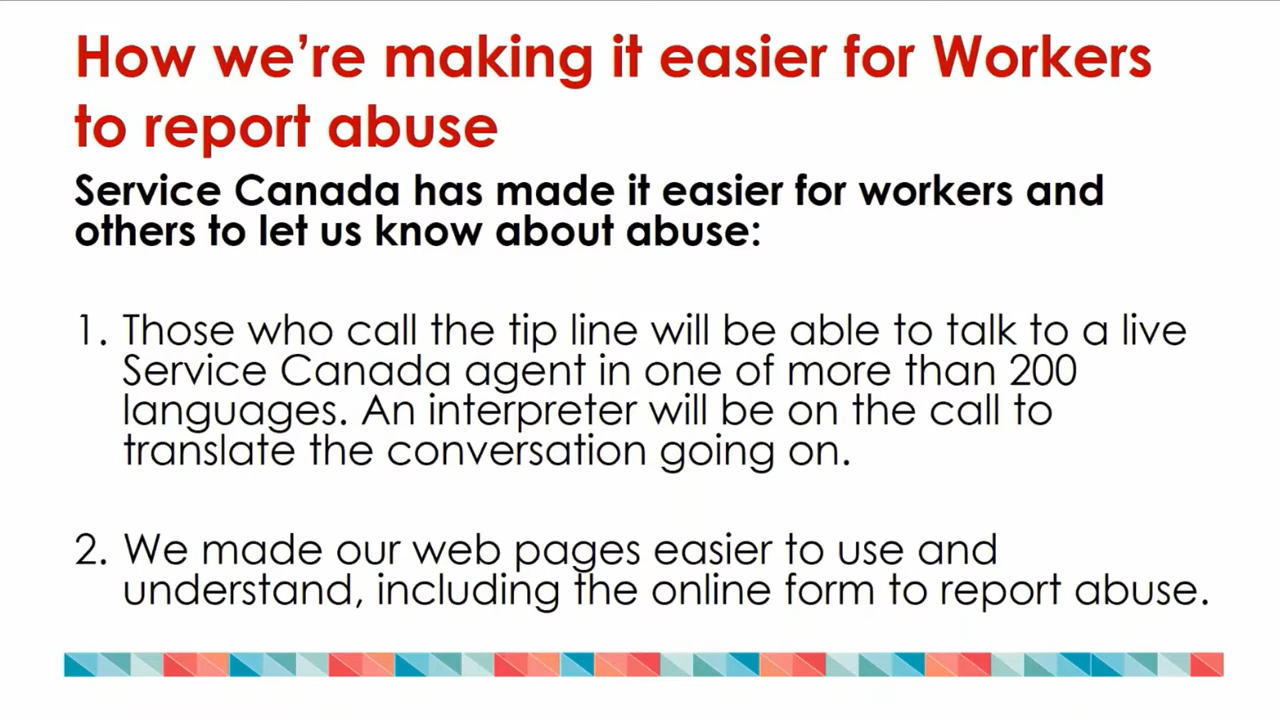 How we're making it easier for Workers
to report abuse
Service Canada has made it easier for workers and
others to let us know about abuse:
1. Those who call the tip line will be able to talk to a live
Service Canada agent in one of more than 200
languages. An interpreter will be on the call to
translate the conversation going on.
2. We made our web pages easier to use and
understand, including the online form to report abuse.